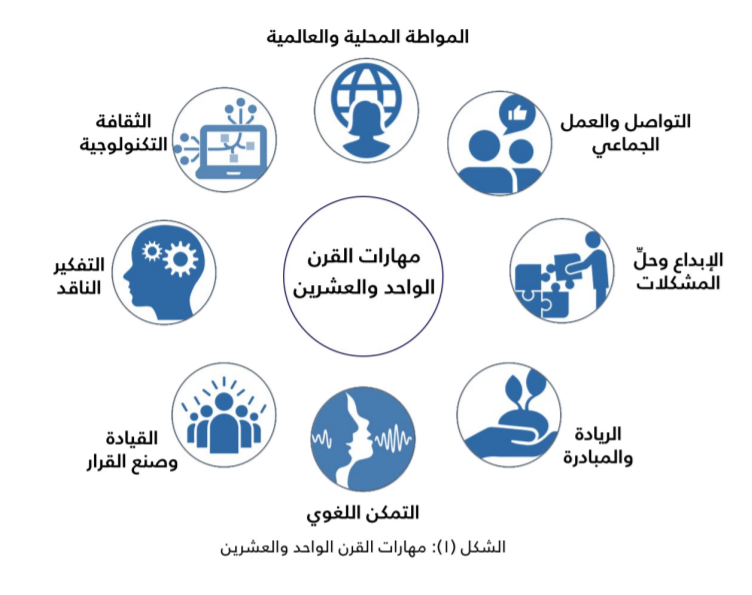 المواطة المحلية والعالمية
التواصل والعمل
الجماعي
الثقافة
التكنولوجية
الإبداع وحلّ
المشكلات
مهارات القرن
الواحد والعشرين
التفكير
الناقد
الريادة
والمبادرة
القيادة
وصنع القرار
التمكن اللغوي
الشكل (١): مهارات القرن الواحد والعشرين